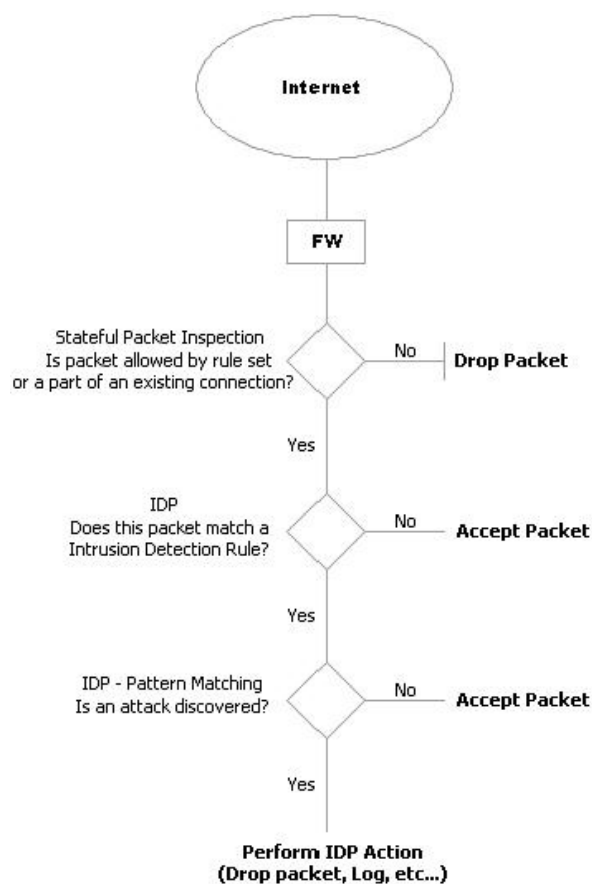 Internet
FW
Stateful Packet Inspection
Is packet allowed by rule set
or a part of an existing connection?
No
Drop Packet
Yes
IDP
Does this packet match a
Intrusion Detection Rule?
No
Accept Packet
Yes
IDP - Pattern Matching
Is an attack discovered?
No
Accept Packet
Yes
Perform IDP Action
(Drop packet, Log, etc...)